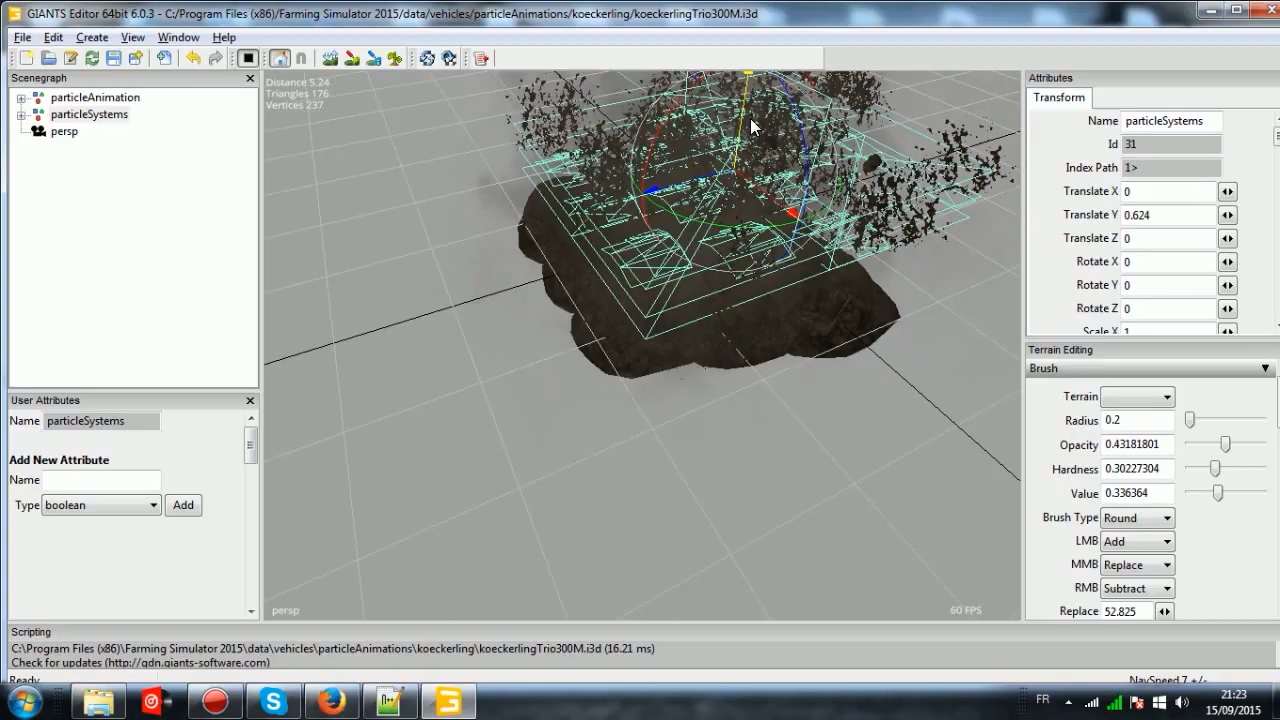 GIANTS Editor 64bit 6.0.3 - C:/Program Files (x86)/Farming Simulator 2015/data/vehicles/particleAnimations/koeckerling/koeckerlingTrio300M.i3d
File Edit Create View Window Help
Scenegraph
particleAnimation
particleSystems
persp
Distance 5.24
Triangles 176
Vertices 237
persp
60 FPS
Attributes
Transform
Name particleSystems
Id 31
Index Path 1>
Translate X 0
Translate Y 0.624
Translate Z 0
Rotate X 0
Rotate Y 0
Rotate Z 0
Scale X 1
User Attributes
Name particleSystems
Add New Attribute
Name
Type boolean Add
Terrain Editing
Brush
Terrain
Radius 0.2
Opacity 0.43181801
Hardness 0.30227304
Value 0.336364
Brush Type Round
LMB Add
MMB Replace
RMB Subtract
Replace 52.825
Scripting
C:\Program Files (x86)\Farming Simulator 2015\data\vehicles\particleAnimations\koeckerling\koeckerlingTrio300M.i3d (16.21 ms)
Check for updates (http://gdn.giants-software.com)
Ready
NavSpeed 7 +/-
FR
21:23
15/09/2015